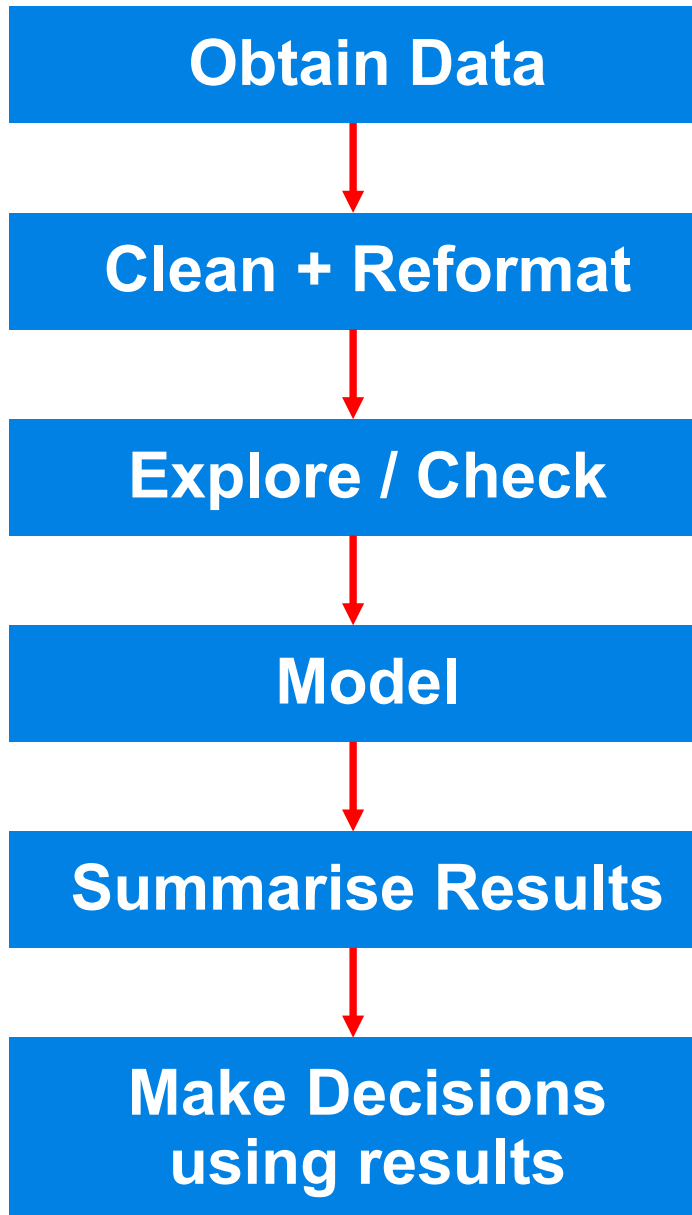 Obtain Data
Clean + Reformat
Explore / Check
Model
Summarise Results
Make Decisions
using results